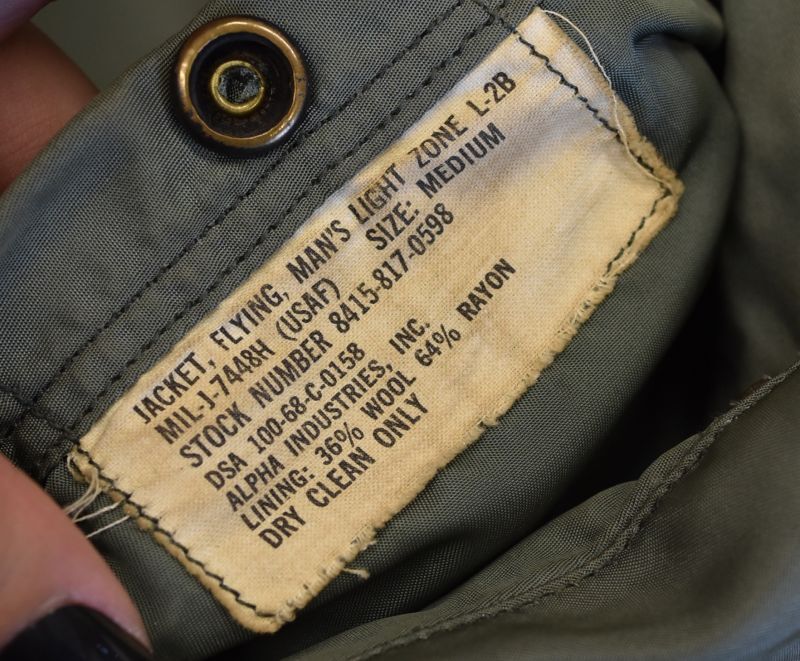 JACKET, FLYING, MAN'S LIGHT ZONE L-2B
MIL-J-7448H (USAF) SIZE: MEDIUM
STOCK NUMBER 8415-817-0598
DSA 100-68-C-0158
ALPHA INDUSTRIES, INC.
LINING: 36% WOOL 64% RAYON
DRY CLEAN ONLY